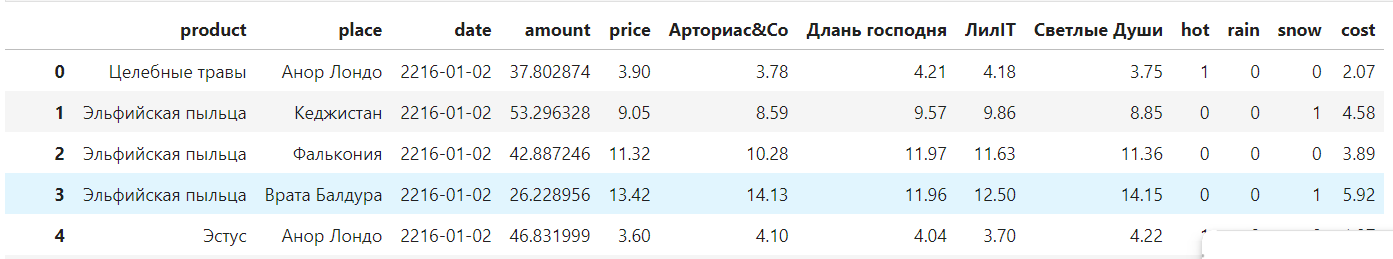 product place date amount price Арториас&Co Длань господня ЛилIT Светлые Души hot rain snow cost
0 Целебные травы Анор Лондо 2216-01-02 37.802874 3.90 3.78 4.21 4.18 3.75 1 0 0 2.07
1 Эльфийская пыльца Кеджистан 2216-01-02 53.296328 9.05 8.59 9.57 9.86 8.85 0 0 1 4.58
2 Эльфийская пыльца Фалькония 2216-01-02 42.887246 11.32 10.28 11.97 11.63 11.36 0 0 0 3.89
3 Эльфийская пыльца Врата Балдура 2216-01-02 26.228956 13.42 14.13 11.96 12.50 14.15 0 0 1 5.92
4 Эстус Анор Лондо 2216-01-02 46.831999 3.60 4.10 4.04 3.70 4.22